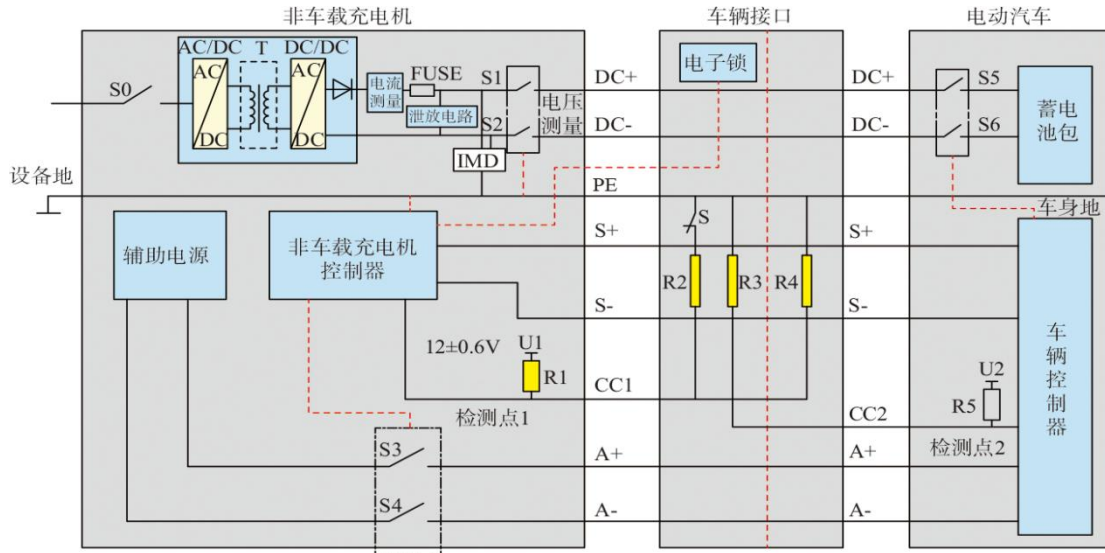 非车载充电机
车辆接口
电动汽车
AC/DC T DC/DC
S0
AC
DC
AC
DC
电流
测量
FUSE
泄放电路
S1
S2
电压
测量
IMD
DC+
DC-
电子锁
DC+
DC-
S5
S6
蓄电
池包
设备地
PE
车身地
辅助电源
非车载充电机
控制器
S+
S-
S
R2
R3
R4
S+
S-
12±0.6V
U1
R1
检测点1
CC1
CC2
U2
R5
检测点2
车
辆
控
制
器
S3
S4
A+
A-
A+
A-